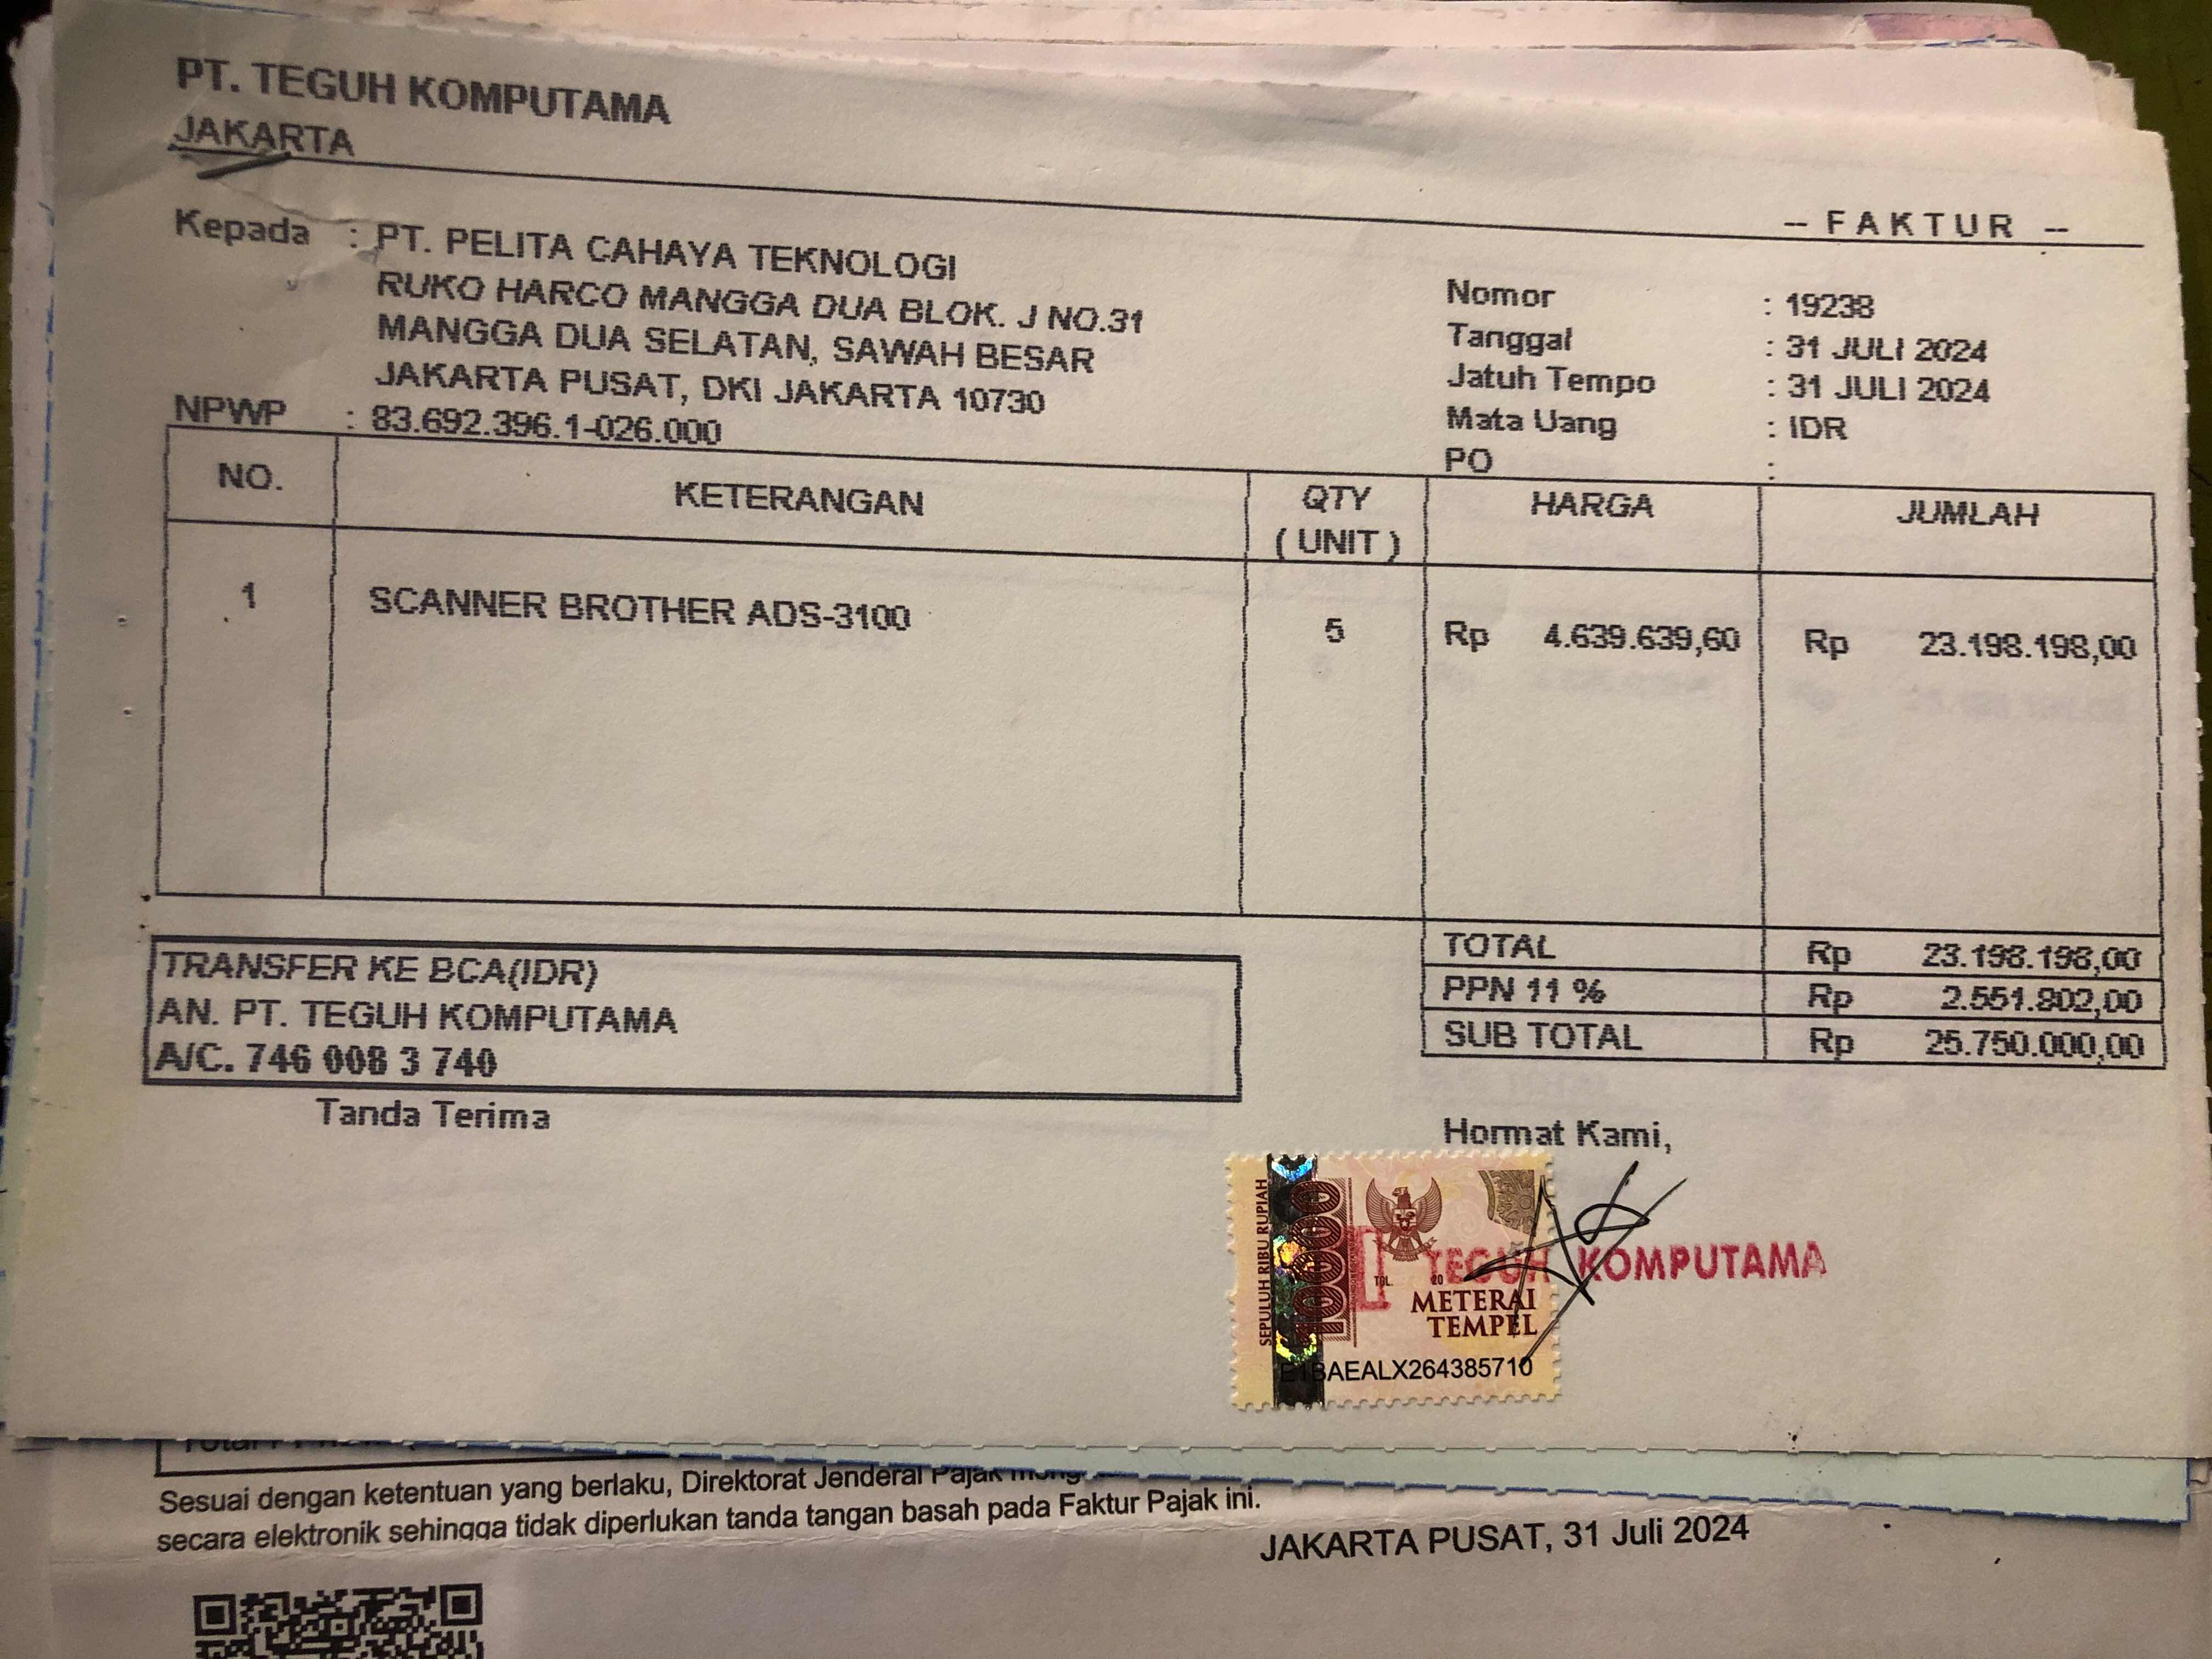 PT. TEGUH KOMPUTAMA
JAKARTA
-- FAKTUR --
Kepada : PT. PELITA CAHAYA TEKNOLOGI
RUKO HARCO MANGGA DUA BLOK. J NO.31
MANGGA DUA SELATAN, SAWAH BESAR
JAKARTA PUSAT, DKI JAKARTA 10730
NPWP : 83.692.396.1-026.000
Nomor : 19238
Tanggal : 31 JULI 2024
Jatuh Tempo : 31 JULI 2024
Mata Uang : IDR
PO :
NO. KETERANGAN QTY ( UNIT ) HARGA JUMLAH
1 SCANNER BROTHER ADS-3100 5 Rp 4.639.639,60 Rp 23.198.198,00
TOTAL Rp 23.198.198,00
PPN 11 % Rp 2.551.802,00
SUB TOTAL Rp 25.750.000,00
TRANSFER KE BCA(IDR)
AN. PT. TEGUH KOMPUTAMA
A/C. 746 008 3 740
Tanda Terima
Hormat Kami,
SEPULUH RIBU RUPIAH
10000
TGL. 20
TEGUH KOMPUTAMA
METERAI
TEMPEL
E1BAEALX264385710
Sesuai dengan ketentuan yang berlaku, Direktorat Jenderal Pajak
secara elektronik sehingga tidak diperlukan tanda tangan basah pada Faktur Pajak ini.
JAKARTA PUSAT, 31 Juli 2024